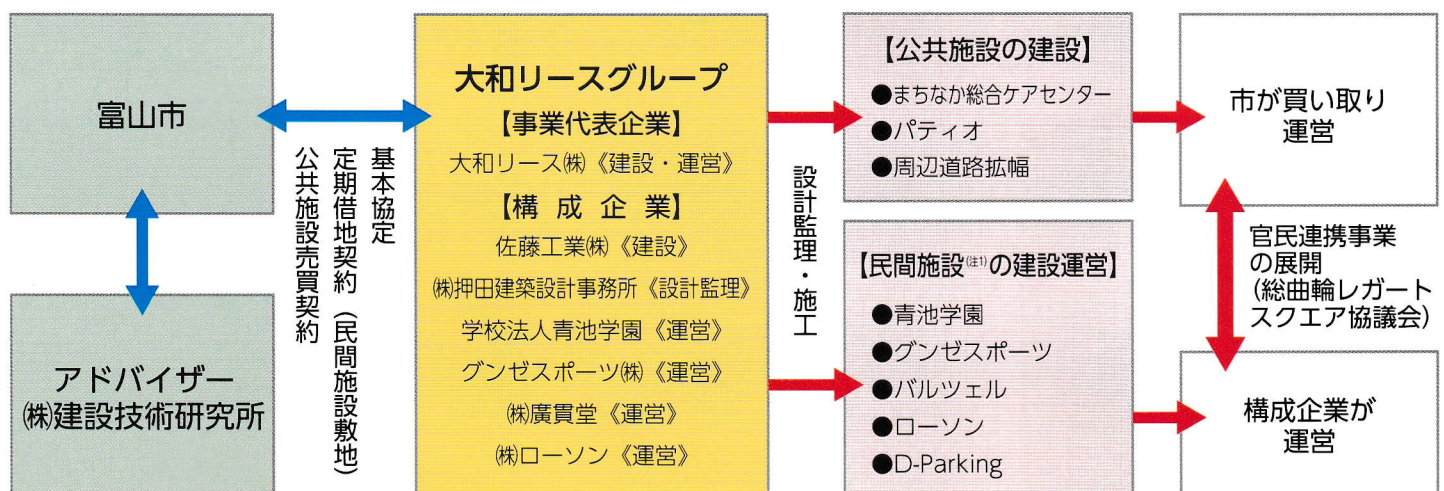 富山市
アドバイザー
㈱建設技術研究所
基本協定
定期借地契約(民間施設敷地)
公共施設売買契約
大和リースグループ
【事業代表企業】
大和リース㈱《建設・運営》
【構成企業】
佐藤工業㈱《建設》
㈱押田建築設計事務所《設計監理》
学校法人青池学園《運営》
グンゼスポーツ㈱《運営》
㈱廣貫堂《運営》
㈱ローソン《運営》
設計監理・施工
【公共施設の建設】
●まちなか総合ケアセンター
●パティオ
●周辺道路拡幅
【民間施設(注1)の建設運営】
●青池学園
●グンゼスポーツ
●バルツェル
●ローソン
●D-Parking
市が買い取り
運営
官民連携事業
の展開
(総曲輪レガート
スクエア協議会)
構成企業が
運営